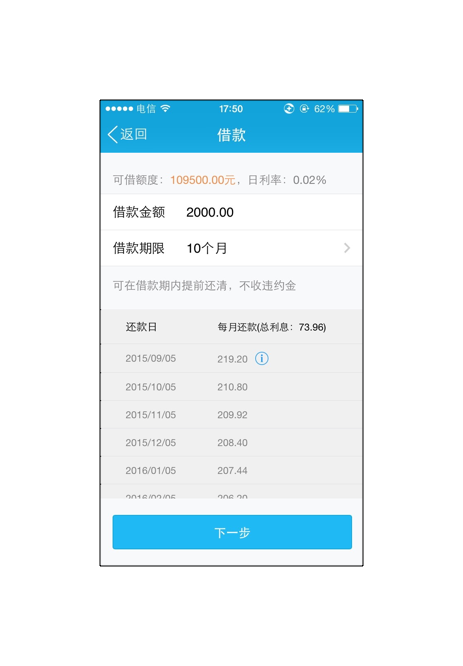 电信 17:50 62%
返回 借款
可借额度：109500.00元，日利率：0.02%
借款金额 2000.00
借款期限 10个月
可在借款期内提前还清，不收违约金
还款日 每月还款(总利息：73.96)
2015/09/05 219.20
2015/10/05 210.80
2015/11/05 209.92
2015/12/05 208.40
2016/01/05 207.44
2016/02/05 206.20
下一步